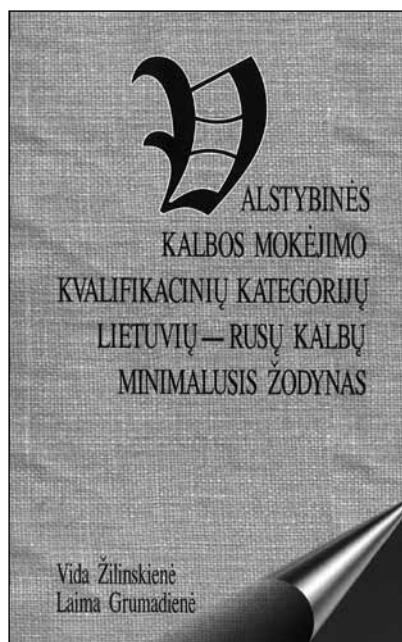 VALSTYBINĖS
KALBOS MOKĖJIMO
KVALIFIKACINIŲ KATEGORIJŲ
LIETUVIŲ — RUSŲ KALBŲ
MINIMALUSIS ŽODYNAS
Vida Žilinskienė
Laima Grumadienė